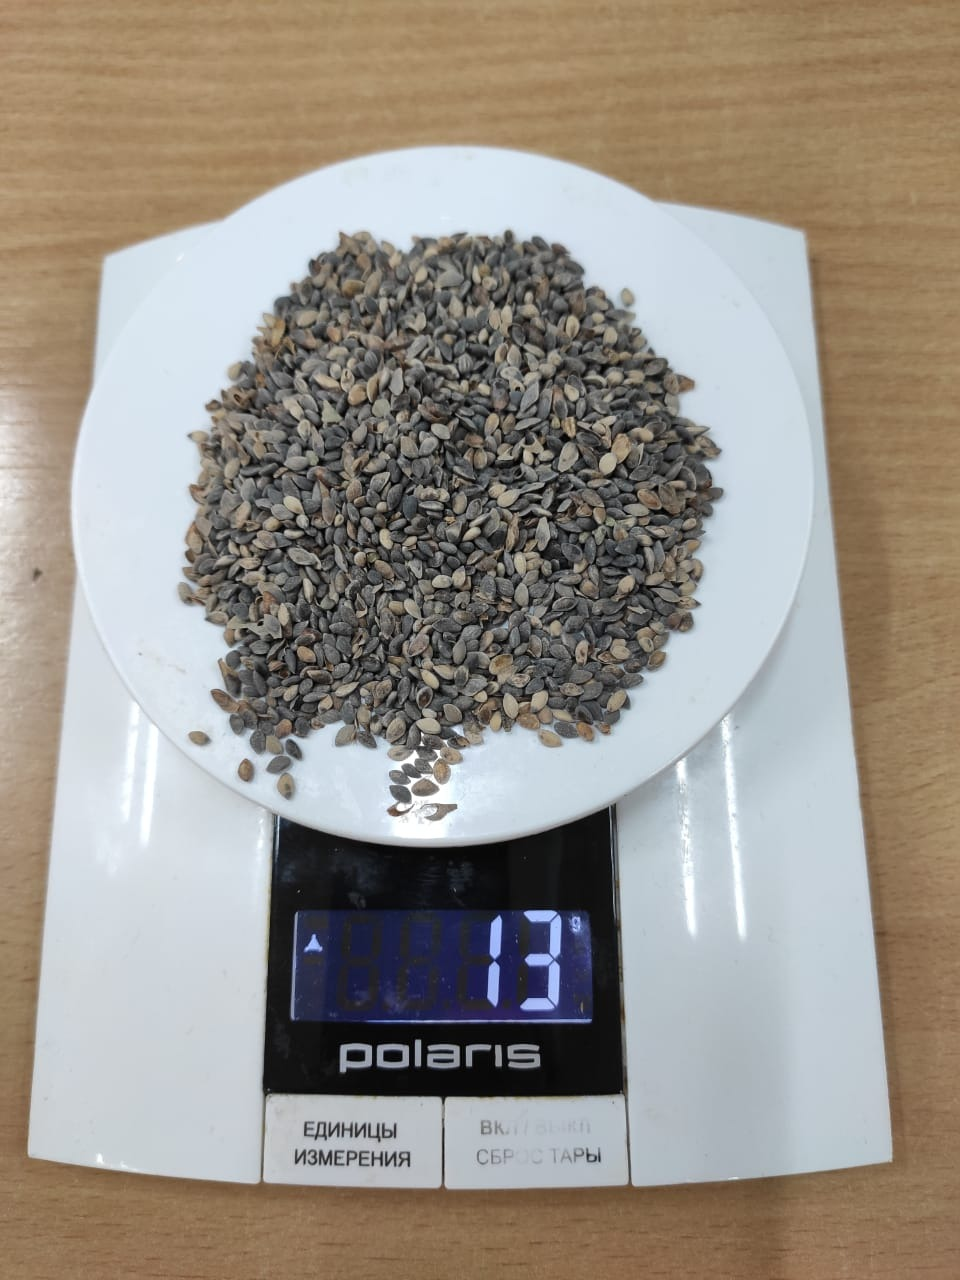 13 g
polaris
ЕДИНИЦЫ
ИЗМЕРЕНИЯ
ВКЛ / ВЫКЛ
СБРОС ТАРЫ